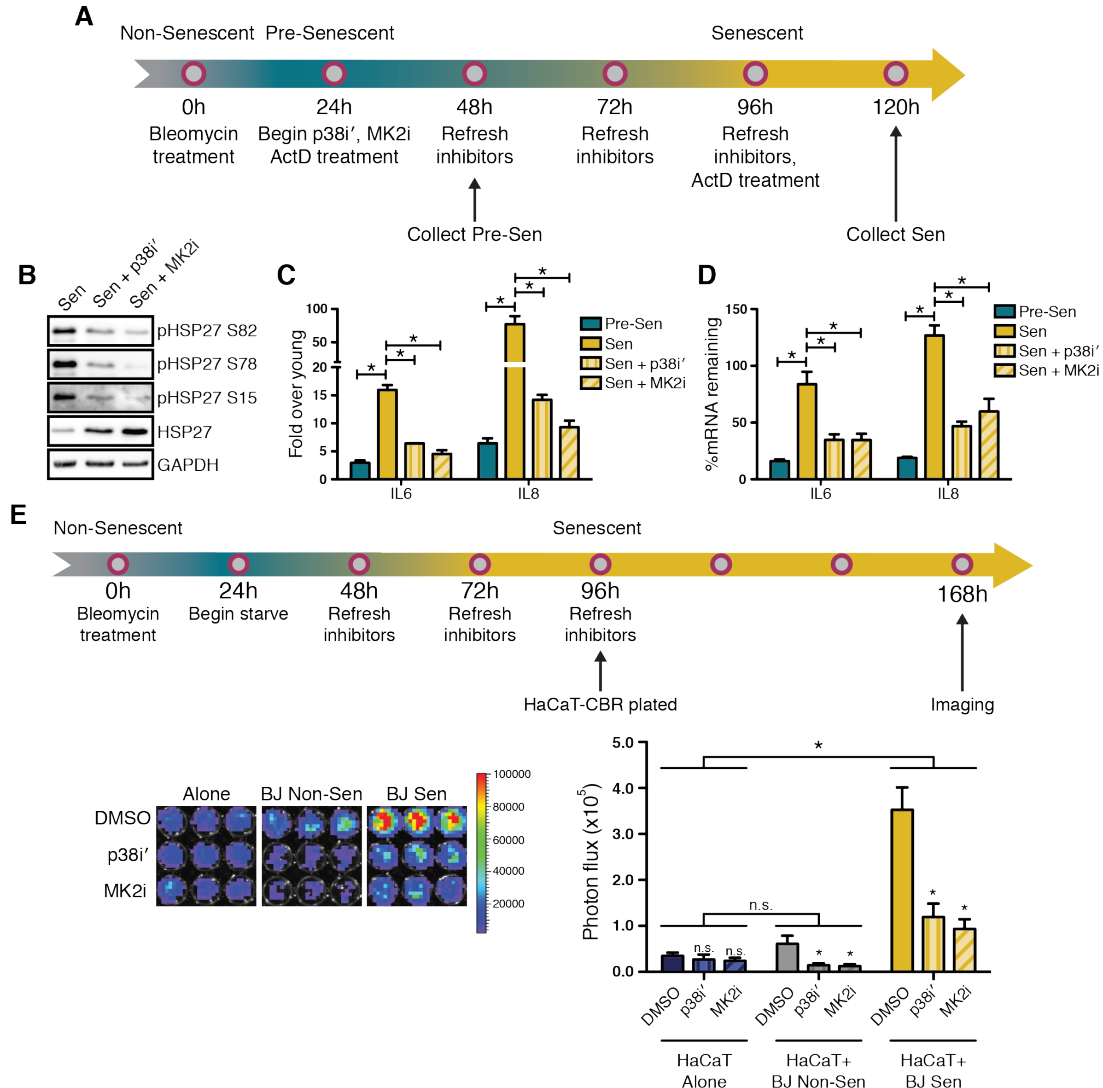 A
Non-Senescent Pre-Senescent Senescent
0h 24h 48h 72h 96h 120h
Bleomycin Begin p38i′, MK2i Refresh Refresh Refresh
treatment ActD treatment inhibitors inhibitors inhibitors,
ActD treatment
Collect Pre-Sen Collect Sen
B
Sen
Sen + p38i′
Sen + MK2i
pHSP27 S82
pHSP27 S78
pHSP27 S15
HSP27
GAPDH
C
Fold over young
100
50
20
15
10
5
0
* * * * * *
IL6 IL8
Pre-Sen
Sen
Sen + p38i′
Sen + MK2i
D
%mRNA remaining
150
100
50
0
* * * * * *
IL6 IL8
Pre-Sen
Sen
Sen + p38i′
Sen + MK2i
E
Non-Senescent Senescent
0h 24h 48h 72h 96h 168h
Bleomycin Begin starve Refresh Refresh Refresh
treatment inhibitors inhibitors inhibitors
HaCaT-CBR plated Imaging
Alone BJ Non-Sen BJ Sen
DMSO
p38i′
MK2i
100000
80000
60000
40000
20000
Photon flux (x10⁵)
5.0
4.0
3.0
2.0
1.0
0.0
*
n.s.
n.s. n.s. * * * *
DMSO p38i′ MK2i DMSO p38i′ MK2i DMSO p38i′ MK2i
HaCaT HaCaT+ HaCaT+
Alone BJ Non-Sen BJ Sen